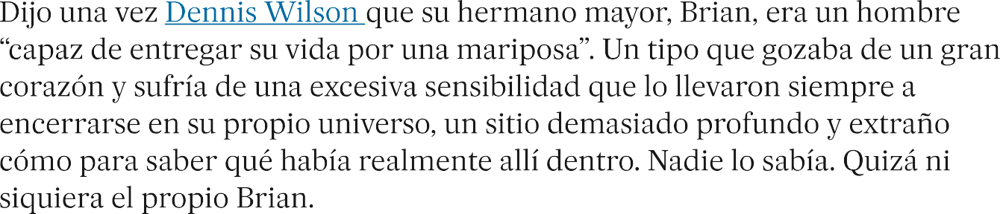 Dijo una vez Dennis Wilson que su hermano mayor, Brian, era un hombre
“capaz de entregar su vida por una mariposa”. Un tipo que gozaba de un gran
corazón y sufría de una excesiva sensibilidad que lo llevaron siempre a
encerrarse en su propio universo, un sitio demasiado profundo y extraño
cómo para saber qué había realmente allí dentro. Nadie lo sabía. Quizá ni
siquiera el propio Brian.